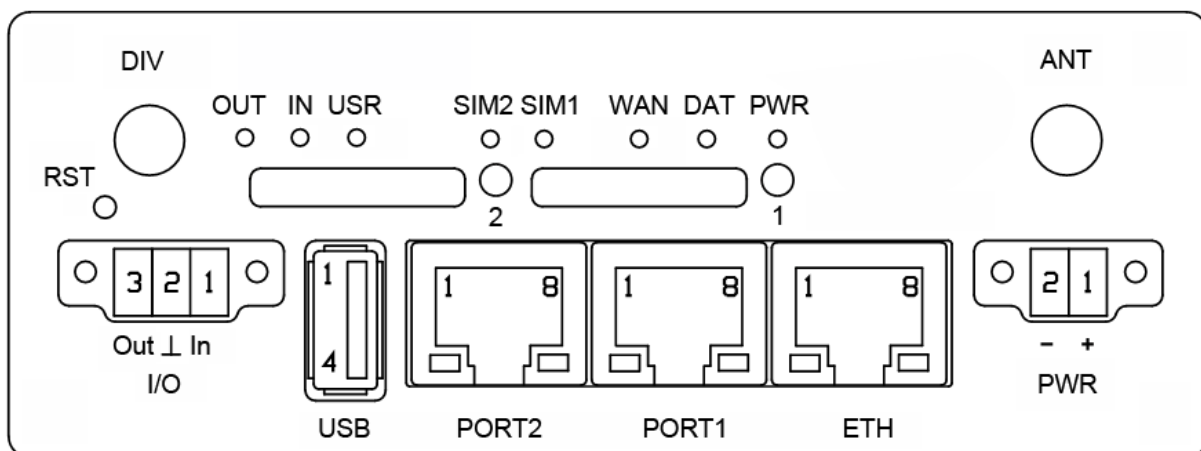 DIV ANT
OUT IN USR SIM2 SIM1 WAN DAT PWR
RST
2 1
3 2 1 1 1 8 1 8 1 8 2 1
4
Out ⊥ In - +
I/O PWR
USB PORT2 PORT1 ETH